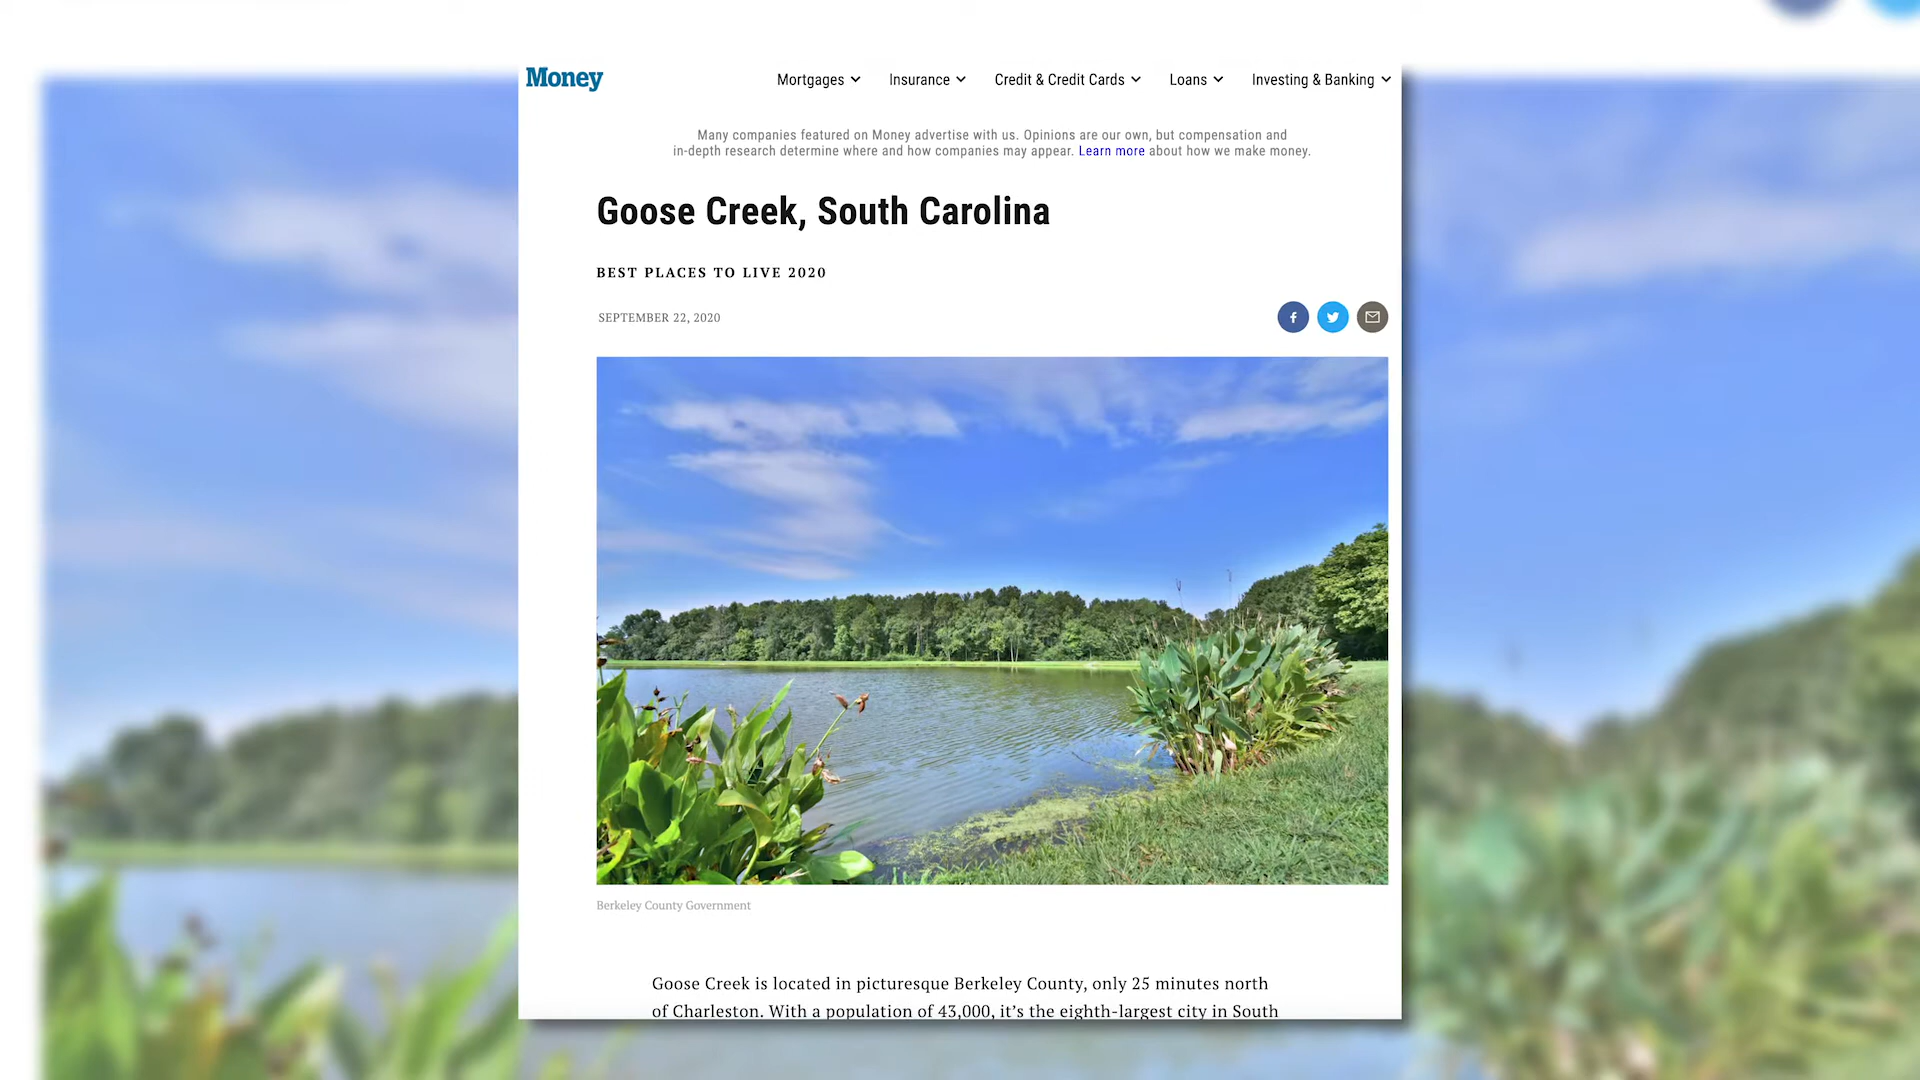 Money
Mortgages Insurance Credit & Credit Cards Loans Investing & Banking
Many companies featured on Money advertise with us. Opinions are our own, but compensation and
in-depth research determine where and how companies may appear. Learn more about how we make money.
Goose Creek, South Carolina
BEST PLACES TO LIVE 2020
SEPTEMBER 22, 2020
Berkeley County Government
Goose Creek is located in picturesque Berkeley County, only 25 minutes north
of Charleston. With a population of 43,000, it’s the eighth-largest city in South